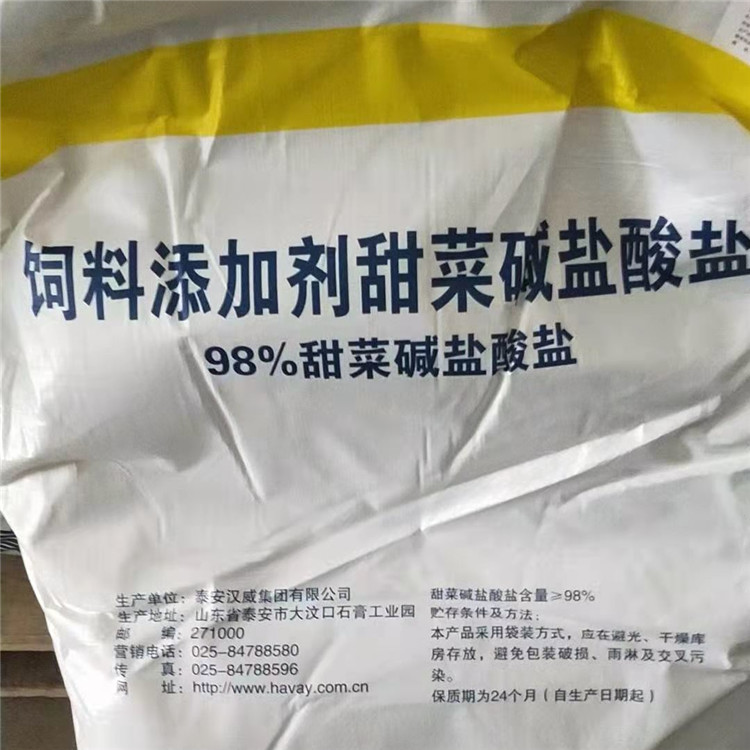 饲料添加剂甜菜碱盐酸盐
98%甜菜碱盐酸盐
生产单位：泰安汉威集团有限公司
生产地址：山东省泰安市大汶口石膏工业园
邮 编：271000
营销电话：025-84788580
传 真：025-84788596
网 址：http://www.havay.com.cn
甜菜碱盐酸盐含量≥98%
贮存条件及方法：
本产品采用袋装方式，应在避光、干燥库
房存放，避免包装破损、雨淋及交叉污
染。
保质期为24个月（自生产日期起）